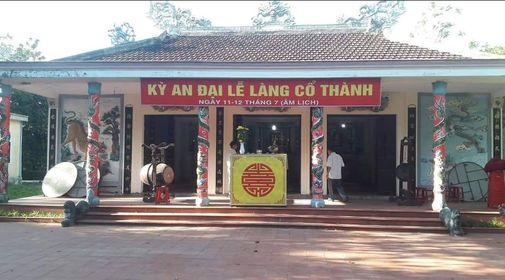 KỲ AN ĐẠI LỄ LÀNG CỔ THÀNH
NGÀY 11-12 THÁNG 7 (ÂM LỊCH)